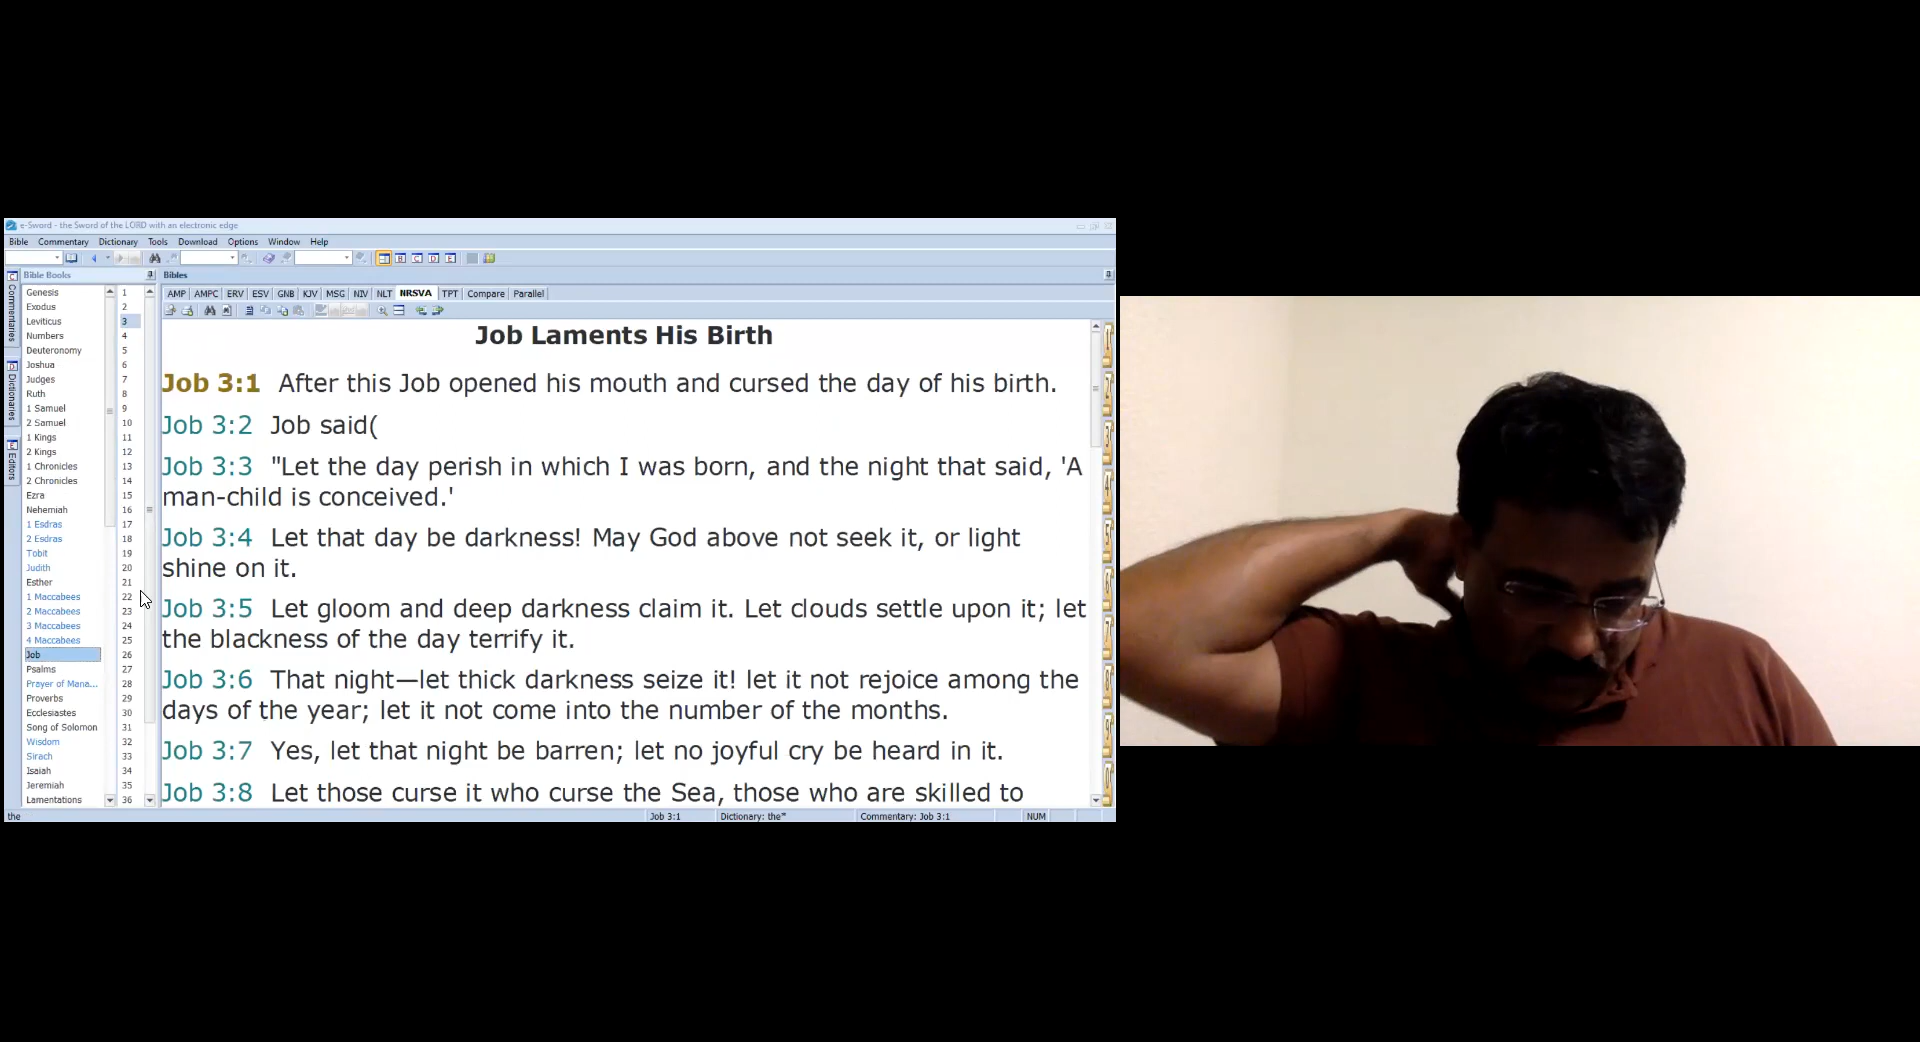 e-Sword - the Sword of the LORD with an electronic edge
Bible Commentary Dictionary Tools Download Options Window Help
Bible Books
Bibles
AMP AMPC ERV ESV GNB KJV MSG NIV NLT NRSVA TPT Compare Parallel
Commentaries
Dictionaries
Editors
Genesis 1
Exodus 2
Leviticus 3
Numbers 4
Deuteronomy 5
Joshua 6
Judges 7
Ruth 8
1 Samuel 9
2 Samuel 10
1 Kings 11
2 Kings 12
1 Chronicles 13
2 Chronicles 14
Ezra 15
Nehemiah 16
1 Esdras 17
2 Esdras 18
Tobit 19
Judith 20
Esther 21
1 Maccabees 22
2 Maccabees 23
3 Maccabees 24
4 Maccabees 25
Job 26
Psalms 27
Prayer of Mana... 28
Proverbs 29
Ecclesiastes 30
Song of Solomon 31
Wisdom 32
Sirach 33
Isaiah 34
Jeremiah 35
Lamentations 36
Job Laments His Birth
Job 3:1 After this Job opened his mouth and cursed the day of his birth.
Job 3:2 Job said(
Job 3:3 "Let the day perish in which I was born, and the night that said, 'A
man-child is conceived.'
Job 3:4 Let that day be darkness! May God above not seek it, or light
shine on it.
Job 3:5 Let gloom and deep darkness claim it. Let clouds settle upon it; let
the blackness of the day terrify it.
Job 3:6 That night—let thick darkness seize it! let it not rejoice among the
days of the year; let it not come into the number of the months.
Job 3:7 Yes, let that night be barren; let no joyful cry be heard in it.
Job 3:8 Let those curse it who curse the Sea, those who are skilled to
the Job 3:1 Dictionary: the" Commentary: Job 3:1 NUM